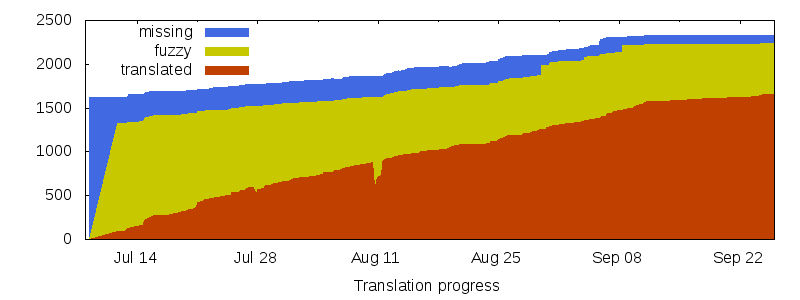 2500
2000
1500
1000
500
0
missing
fuzzy
translated
Jul 14 Jul 28 Aug 11 Aug 25 Sep 08 Sep 22
Translation progress